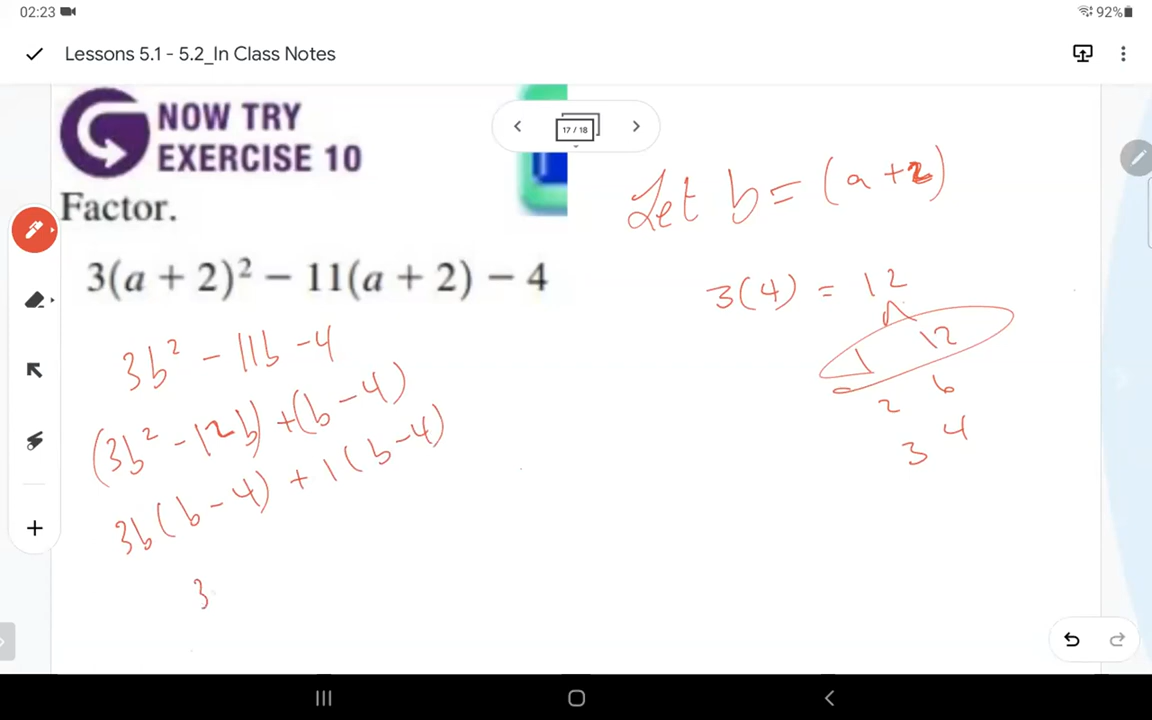 02:23
92%
Lessons 5.1 - 5.2_In Class Notes
NOW TRY
EXERCISE 10
17 / 18
Factor.
Let b = (a + 2)
3(a + 2)² − 11(a + 2) − 4
3(4) = 12
1 12
2 6
3 4
3b² - 11b - 4
(3b² - 12b) + (b - 4)
3b(b - 4) + 1(b - 4)
3